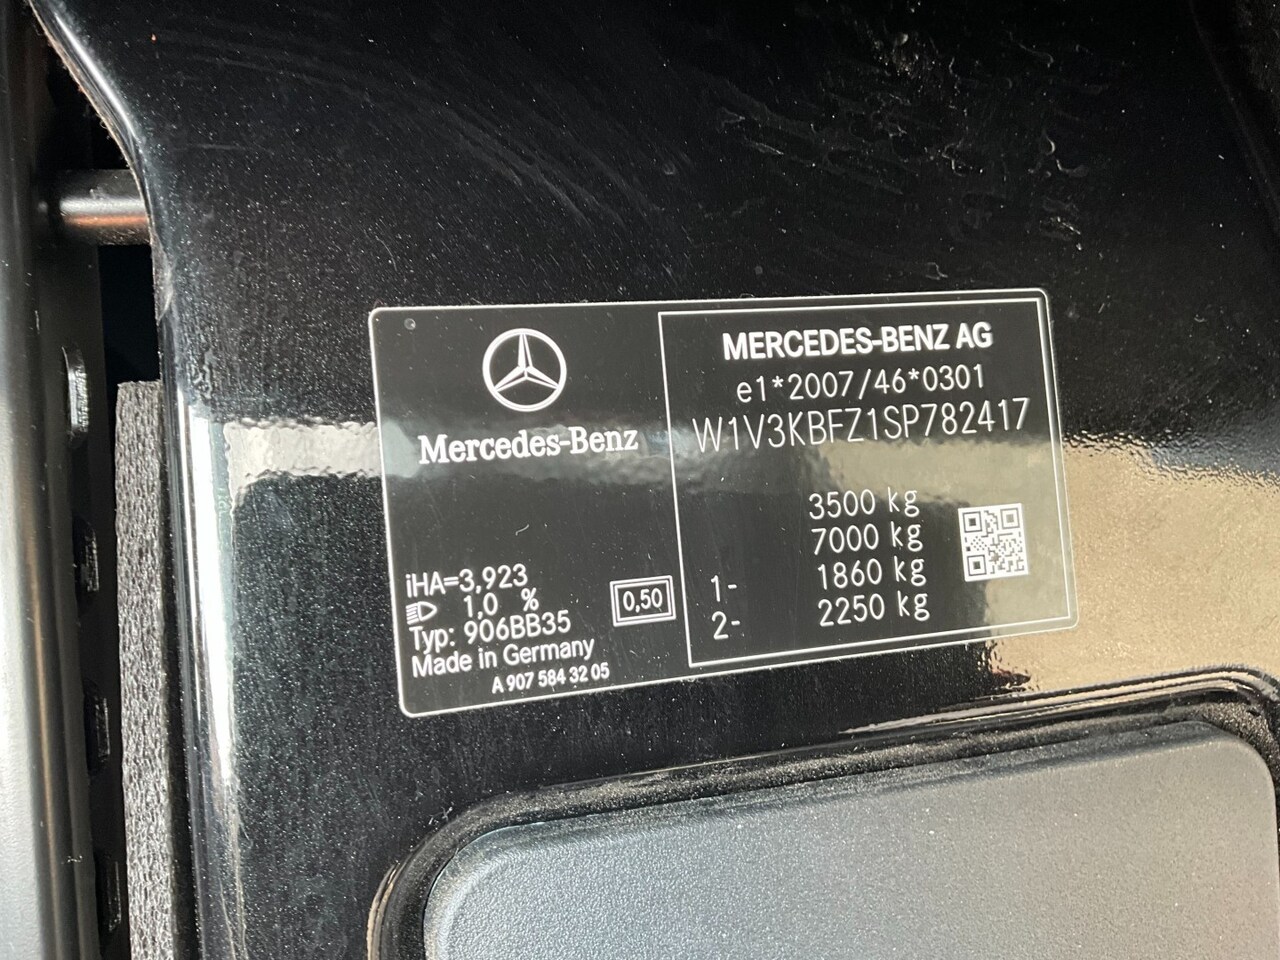 Mercedes-Benz
iHA=3,923
1,0 %
Typ: 906BB35
Made in Germany
A 907 584 32 05
0,50
MERCEDES-BENZ AG
e1*2007/46*0301
W1V3KBFZ1SP782417
3500 kg
7000 kg
1- 1860 kg
2- 2250 kg